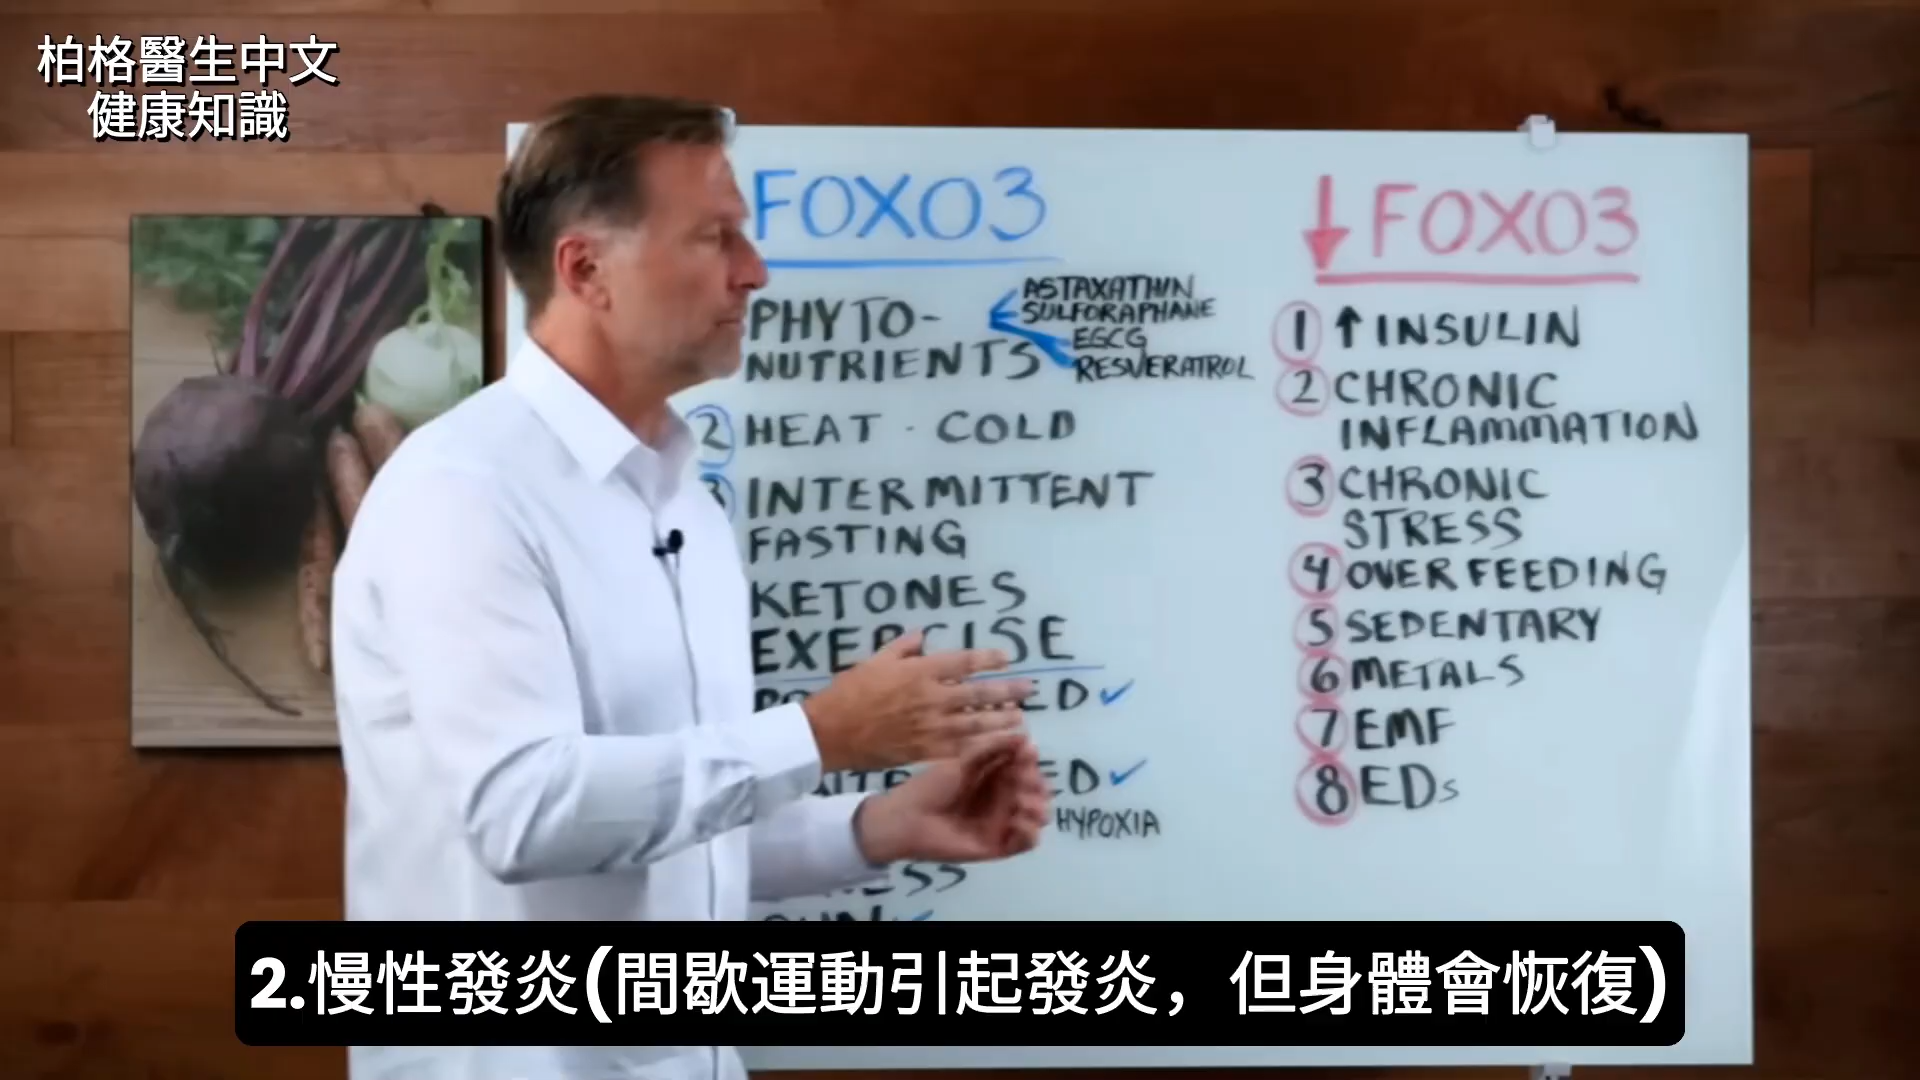 柏格醫生中文
健康知識
FOXO3
PHYTO-
NUTRIENTS
ASTAXATHIN
SULFORAPHANE
EGCG
RESVERATROL
2 HEAT · COLD
3 INTERMITTENT
FASTING
KETONES
EXERCISE
HYPOXIA
↓ FOXO3
1 ↑ INSULIN
2 CHRONIC
INFLAMMATION
3 CHRONIC
STRESS
4 OVERFEEDING
5 SEDENTARY
6 METALS
7 EMF
8 EDs
2.慢性發炎(間歇運動引起發炎，但身體會恢復)